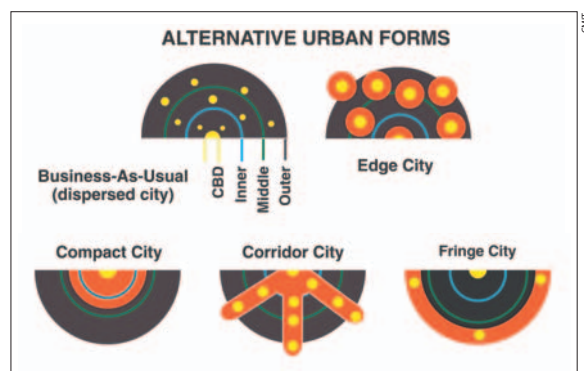 ALTERNATIVE URBAN FORMS
Business-As-Usual
(dispersed city)
CBD
Inner
Middle
Outer
Edge City
Compact City
Corridor City
Fringe City